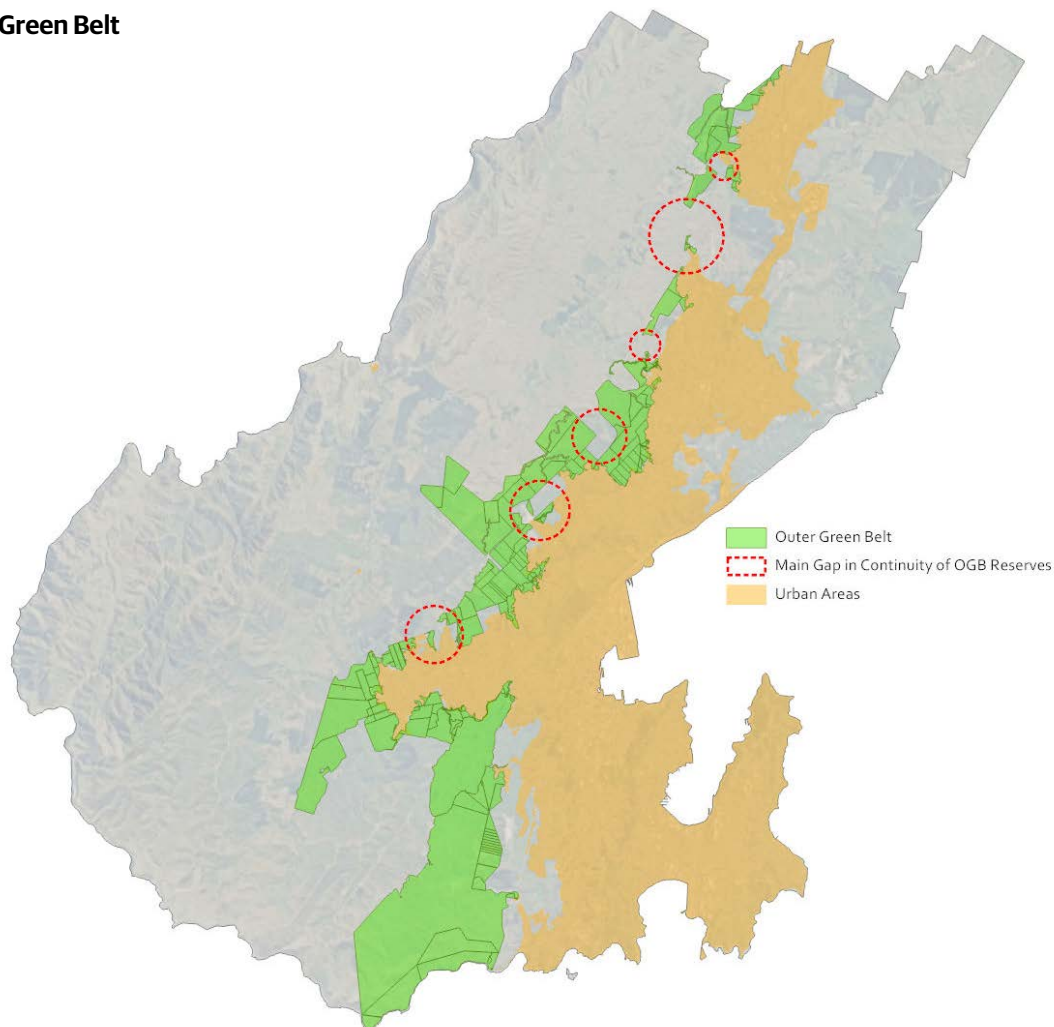 Green Belt
Outer Green Belt
Main Gap in Continuity of OGB Reserves
Urban Areas